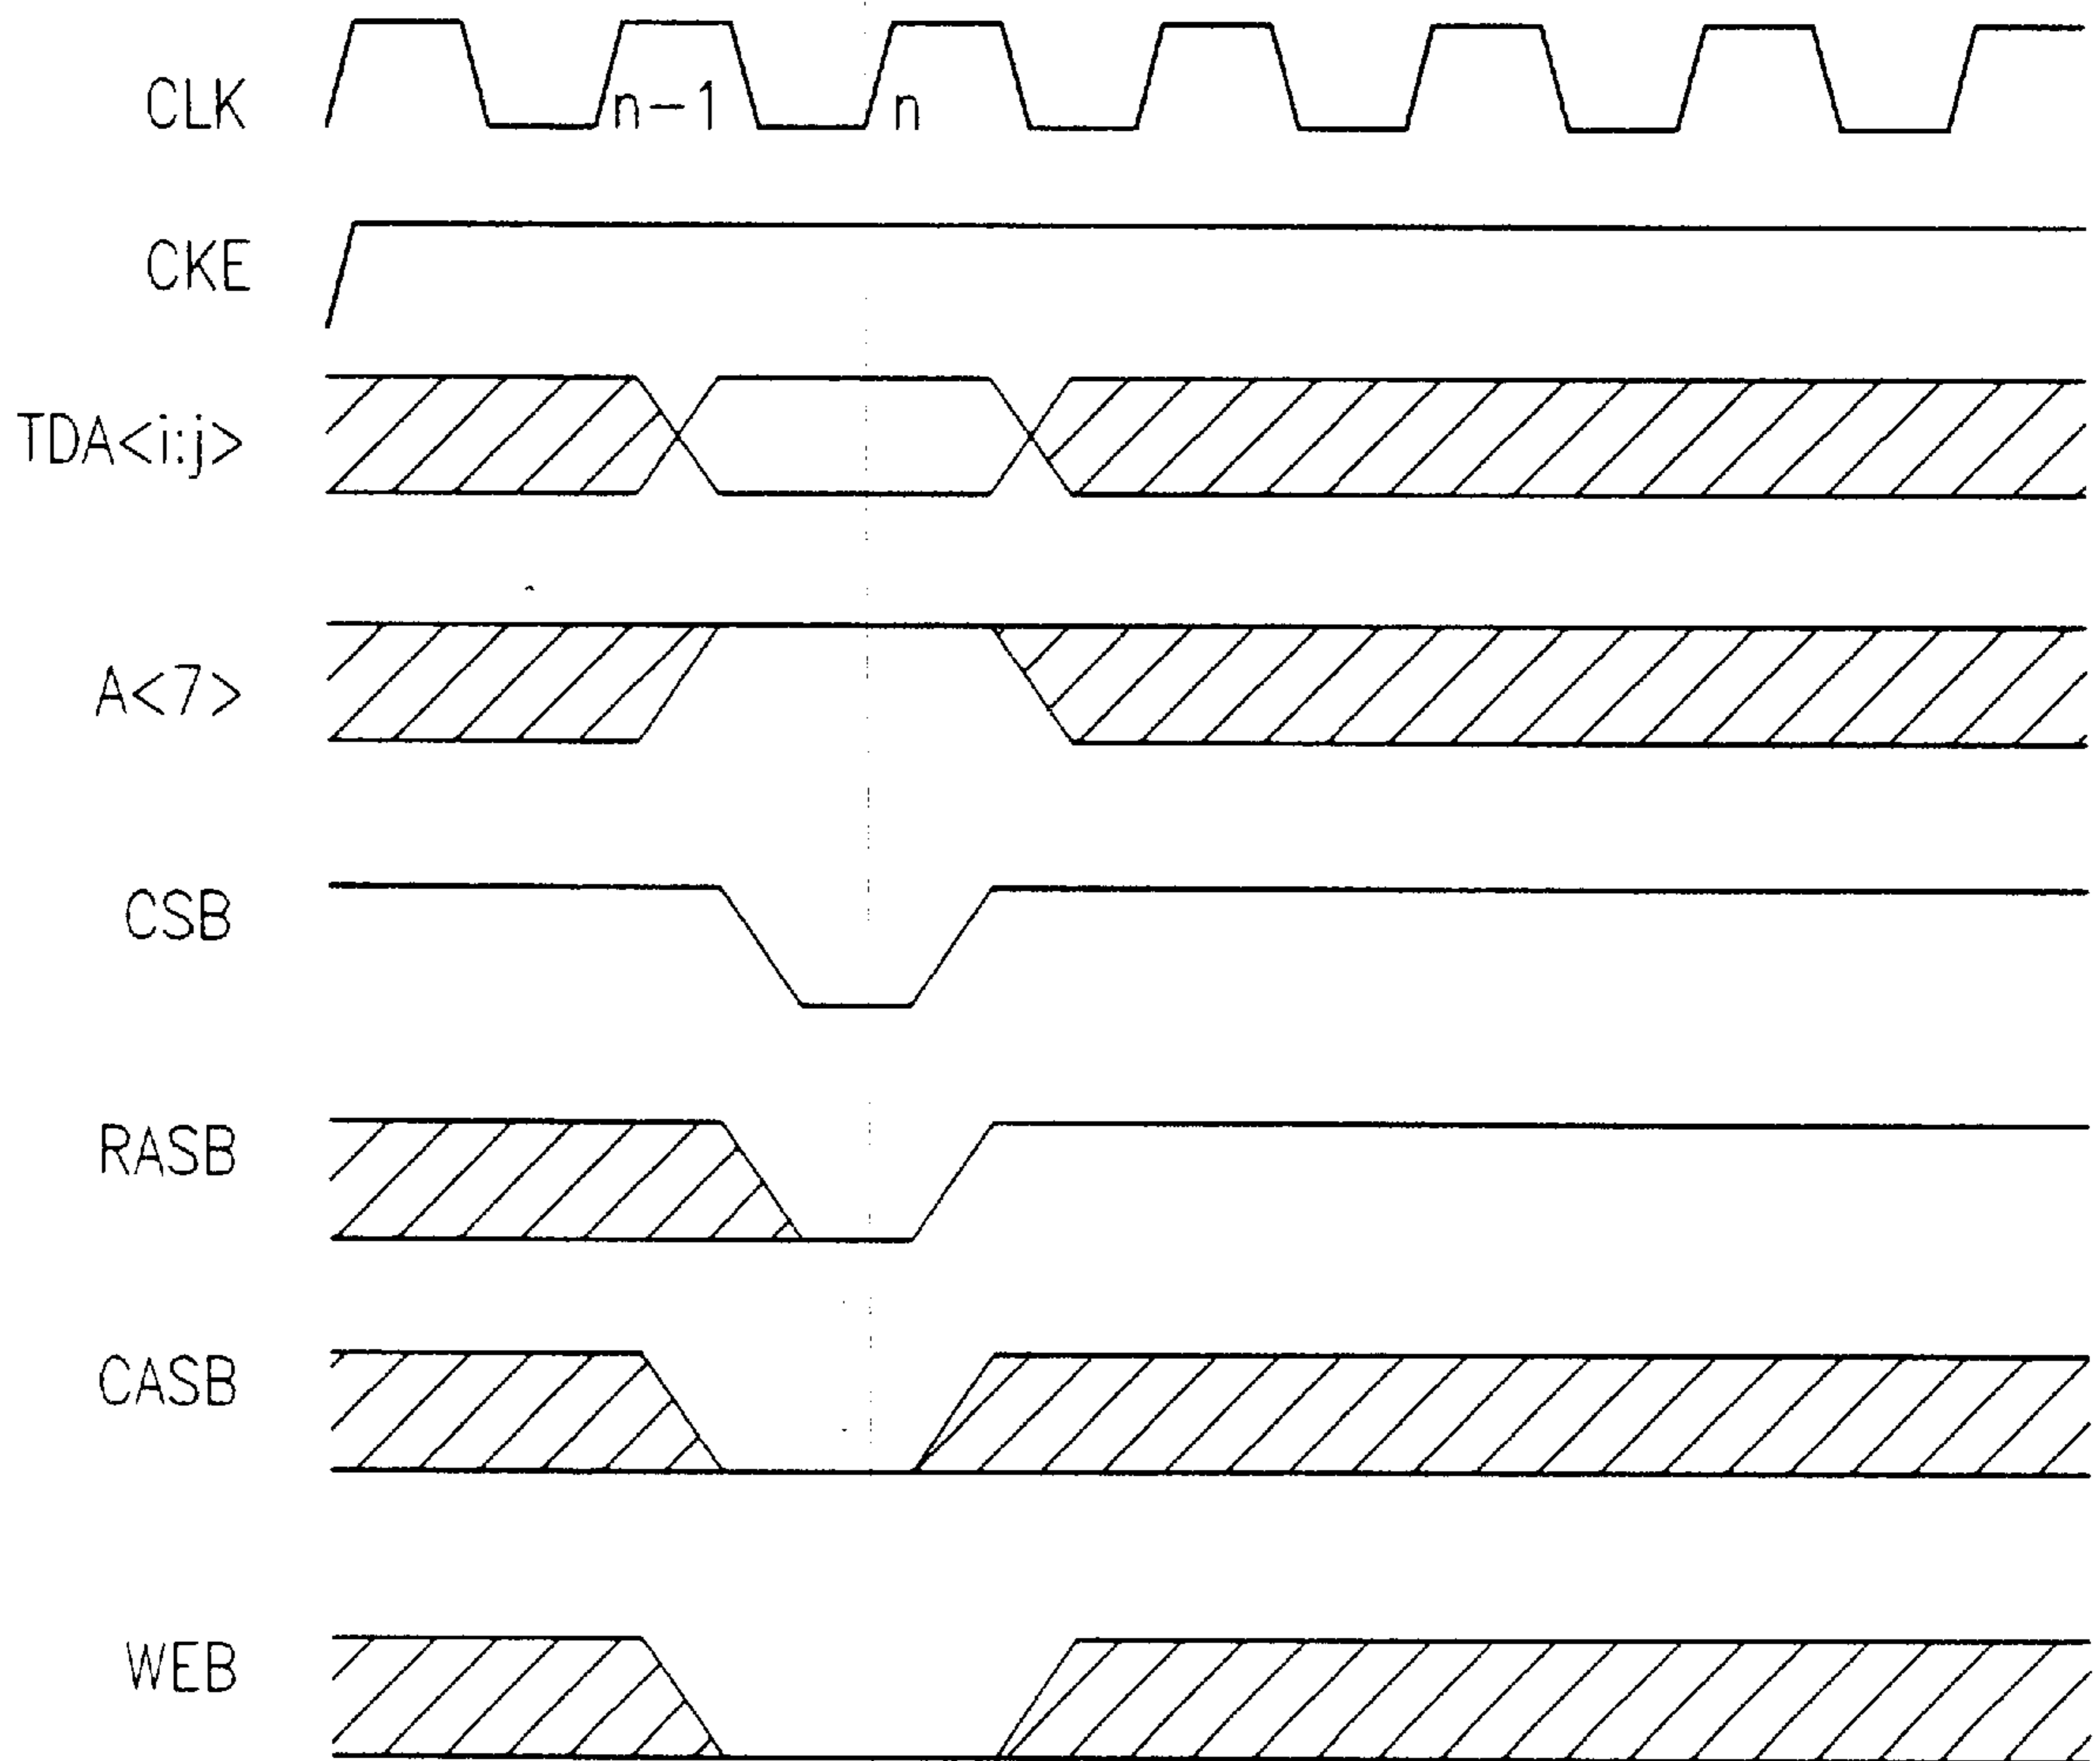 CLK
n-1
n
CKE
TDA<i:j>
A<7>
CSB
RASB
CASB
WEB